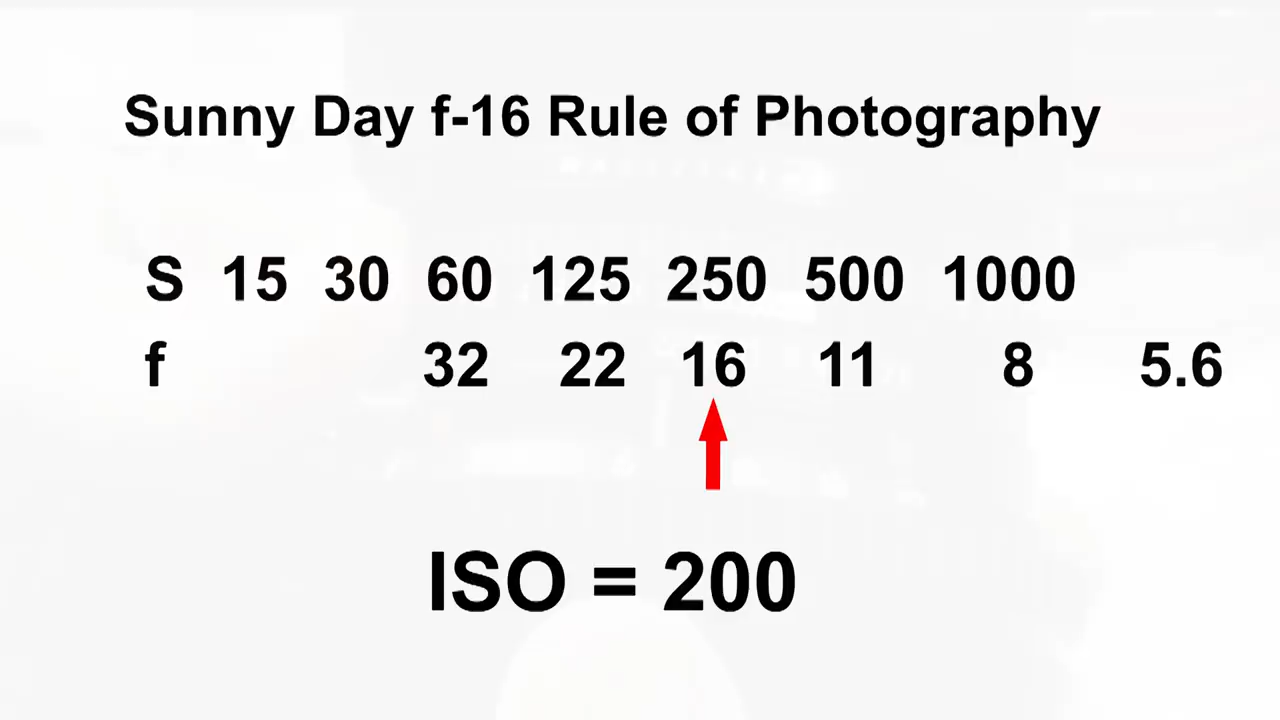 Sunny Day f-16 Rule of Photography
S 15 30 60 125 250 500 1000
f 32 22 16 11 8 5.6
ISO = 200